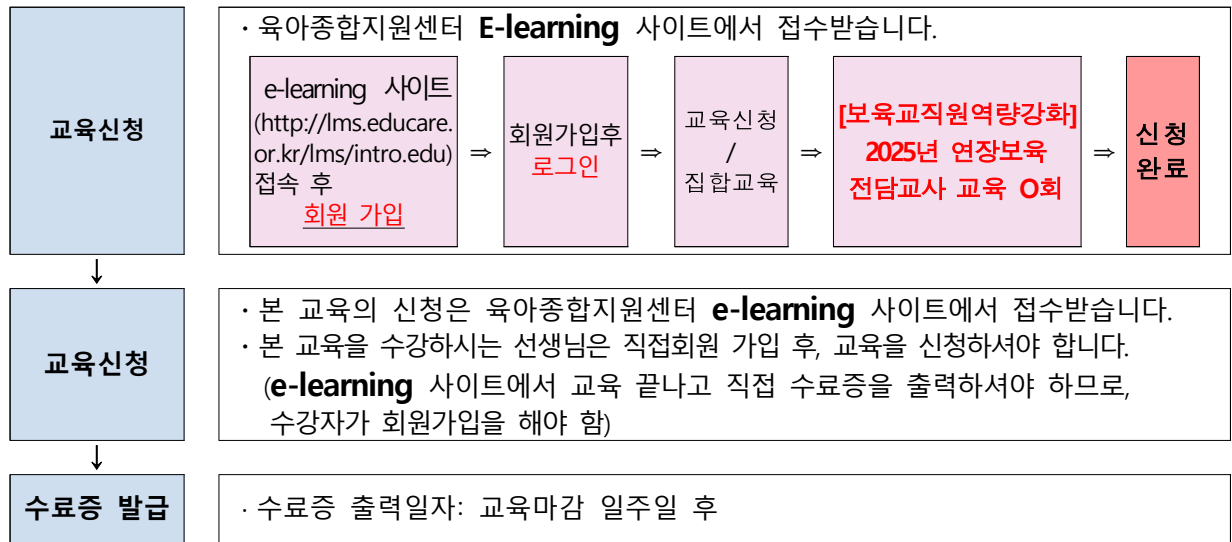 교육신청
· 육아종합지원센터 E-learning 사이트에서 접수받습니다.
e-learning 사이트
(http://lms.educare.
or.kr/lms/intro.edu)
접속 후
회원 가입
⇒
회원가입후
로그인
⇒
교육신청
/
집합교육
⇒
[보육교직원역량강화]
2025년 연장보육
전담교사 교육 O회
⇒
신청
완료
↓
교육신청
· 본 교육의 신청은 육아종합지원센터 e-learning 사이트에서 접수받습니다.
· 본 교육을 수강하시는 선생님은 직접회원 가입 후, 교육을 신청하셔야 합니다.
(e-learning 사이트에서 교육 끝나고 직접 수료증을 출력하셔야 하므로,
수강자가 회원가입을 해야 함)
↓
수료증 발급
· 수료증 출력일자: 교육마감 일주일 후